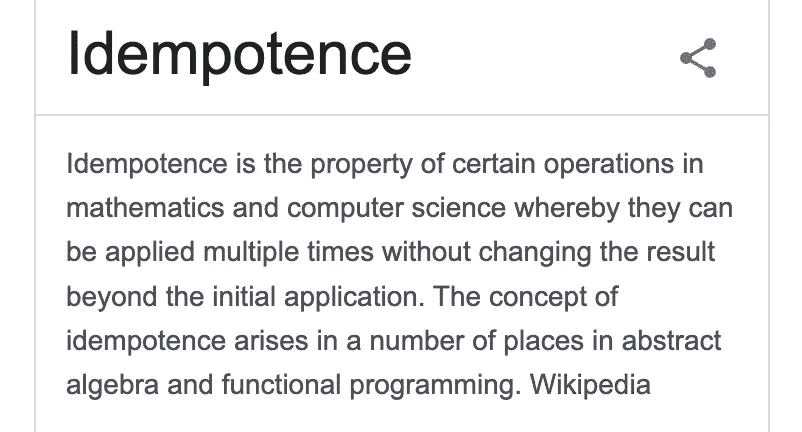 Idempotence
Idempotence is the property of certain operations in
mathematics and computer science whereby they can
be applied multiple times without changing the result
beyond the initial application. The concept of
idempotence arises in a number of places in abstract
algebra and functional programming. Wikipedia